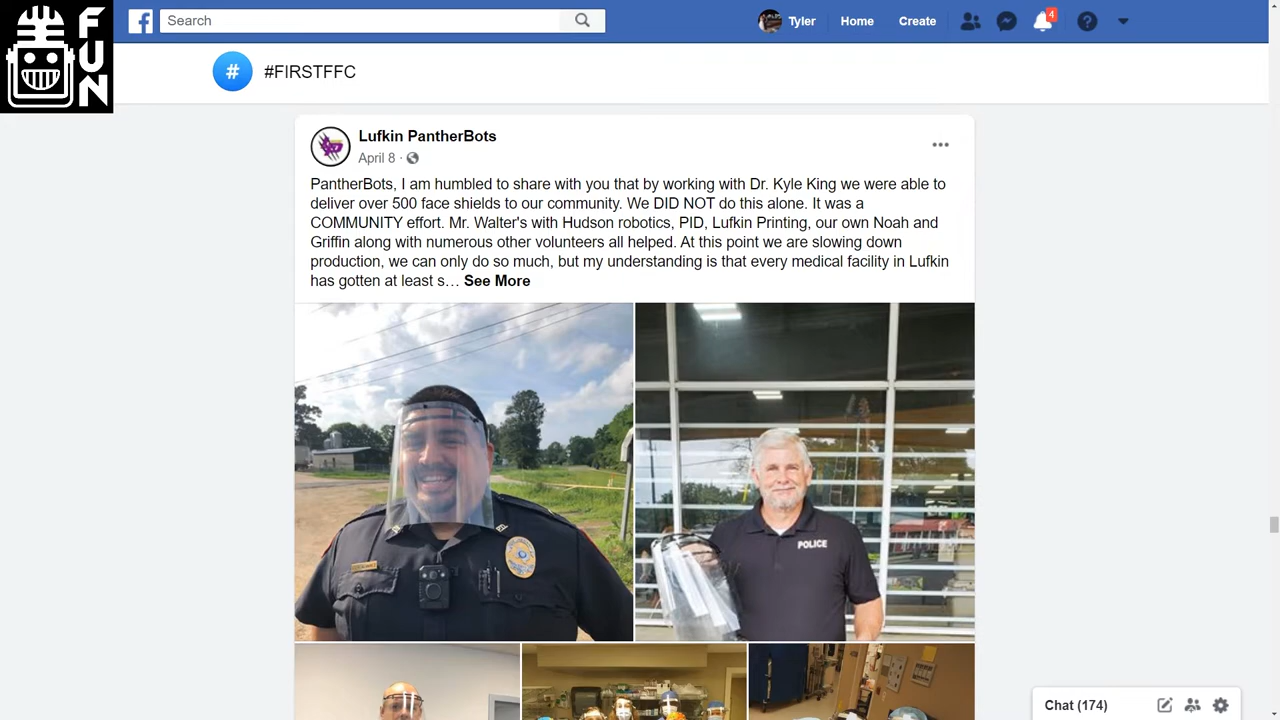 FUN
Search
Tyler
Home
Create
4
# #FIRSTFFC
Lufkin PantherBots
April 8 ·
PantherBots, I am humbled to share with you that by working with Dr. Kyle King we were able to
deliver over 500 face shields to our community. We DID NOT do this alone. It was a
COMMUNITY effort. Mr. Walter's with Hudson robotics, PID, Lufkin Printing, our own Noah and
Griffin along with numerous other volunteers all helped. At this point we are slowing down
production, we can only do so much, but my understanding is that every medical facility in Lufkin
has gotten at least s… See More
POLICE
Chat (174)